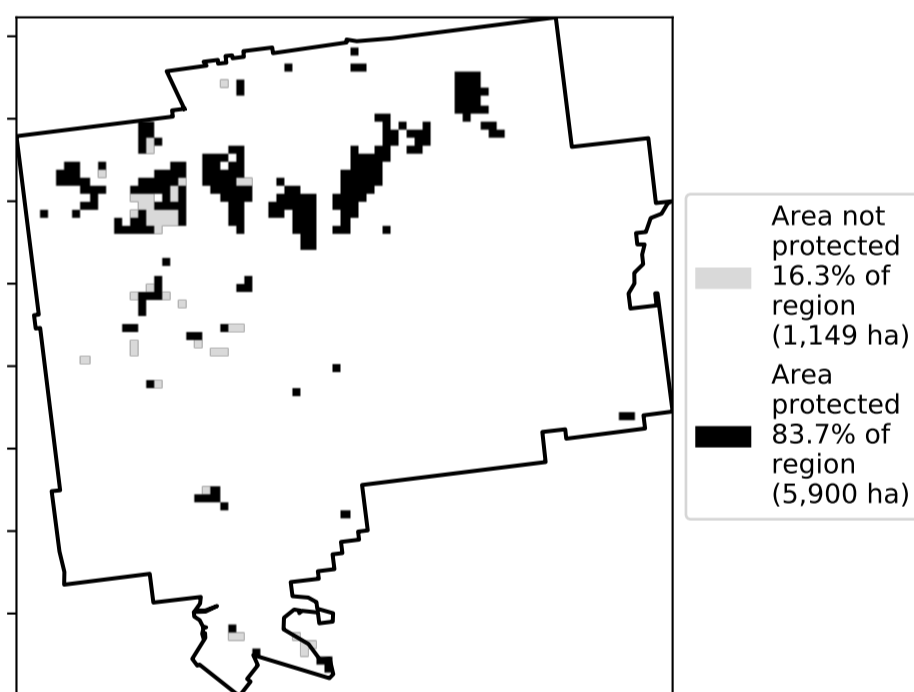 Area not
protected
16.3% of
region
(1,149 ha)
Area
protected
83.7% of
region
(5,900 ha)